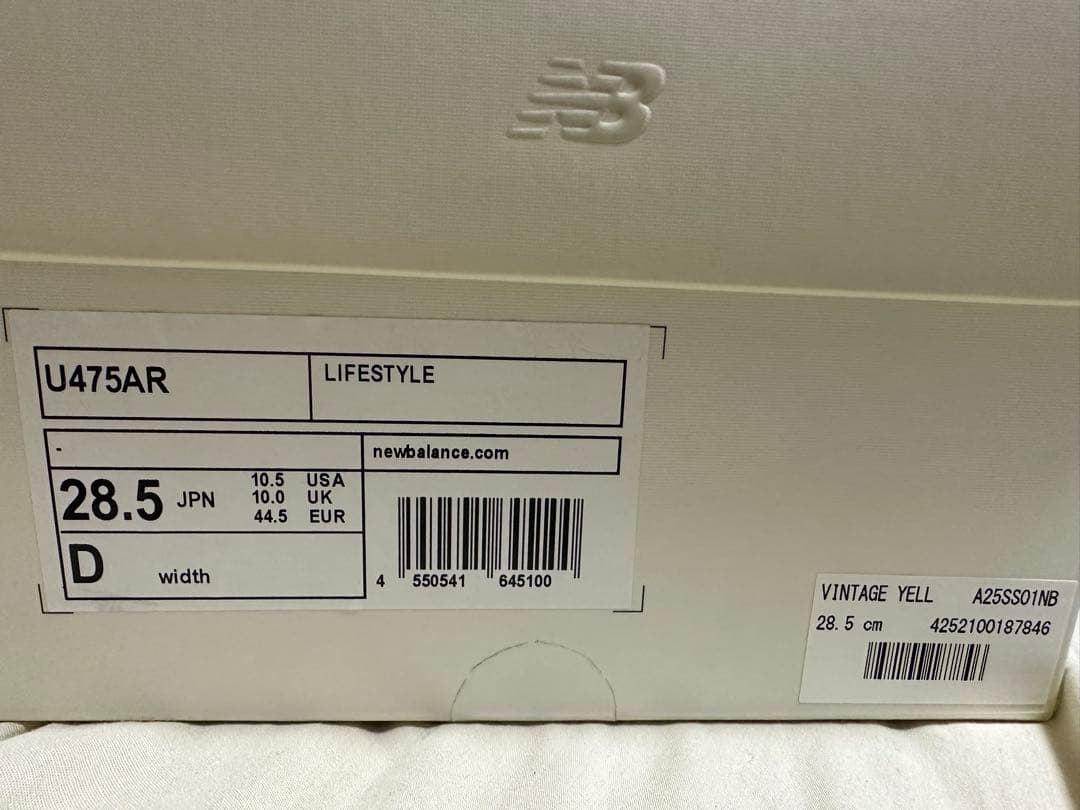 NB
U475AR
LIFESTYLE
-
newbalance.com
28.5 JPN
10.5 USA
10.0 UK
44.5 EUR
D width
4 550541 645100
VINTAGE YELL A25SS01NB
28.5 cm 4252100187846